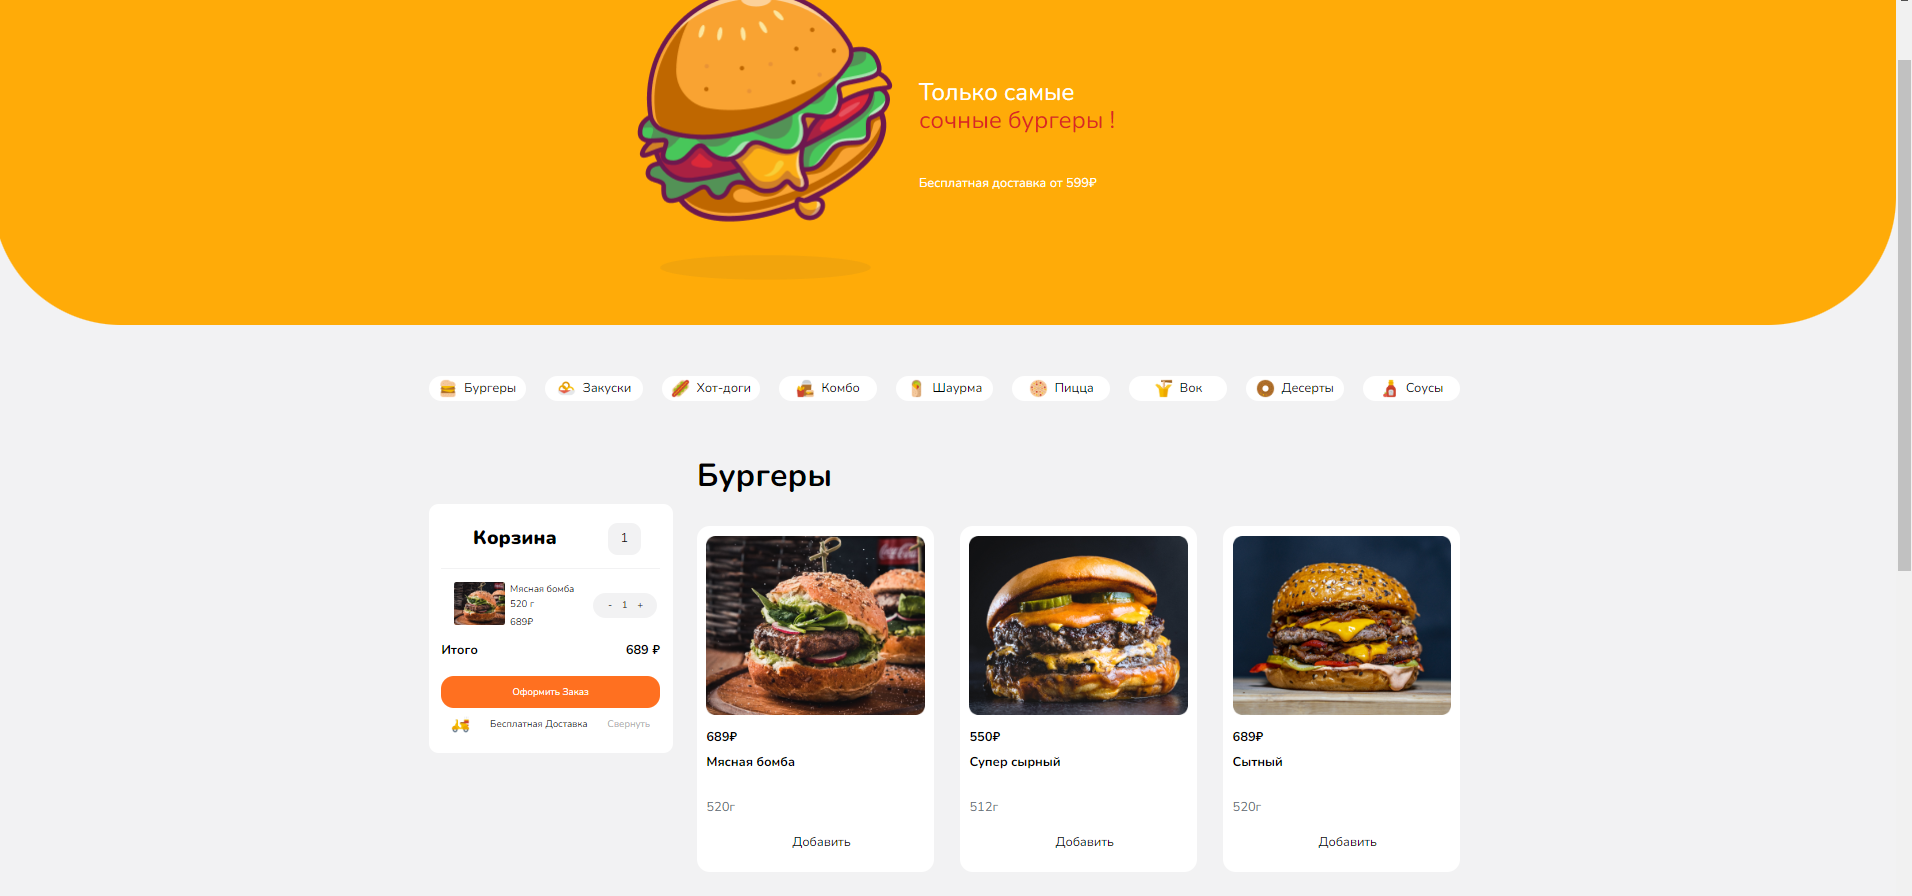 Только самые
сочные бургеры !
Бесплатная доставка от 599₽
Бургеры
Закуски
Хот-доги
Комбо
Шаурма
Пицца
Вок
Десерты
Соусы
Бургеры
Корзина
1
Мясная бомба
520 г
689₽
- 1 +
Итого
689 ₽
Оформить Заказ
Бесплатная Доставка
Свернуть
689₽
Мясная бомба
520г
Добавить
550₽
Супер сырный
512г
Добавить
689₽
Сытный
520г
Добавить